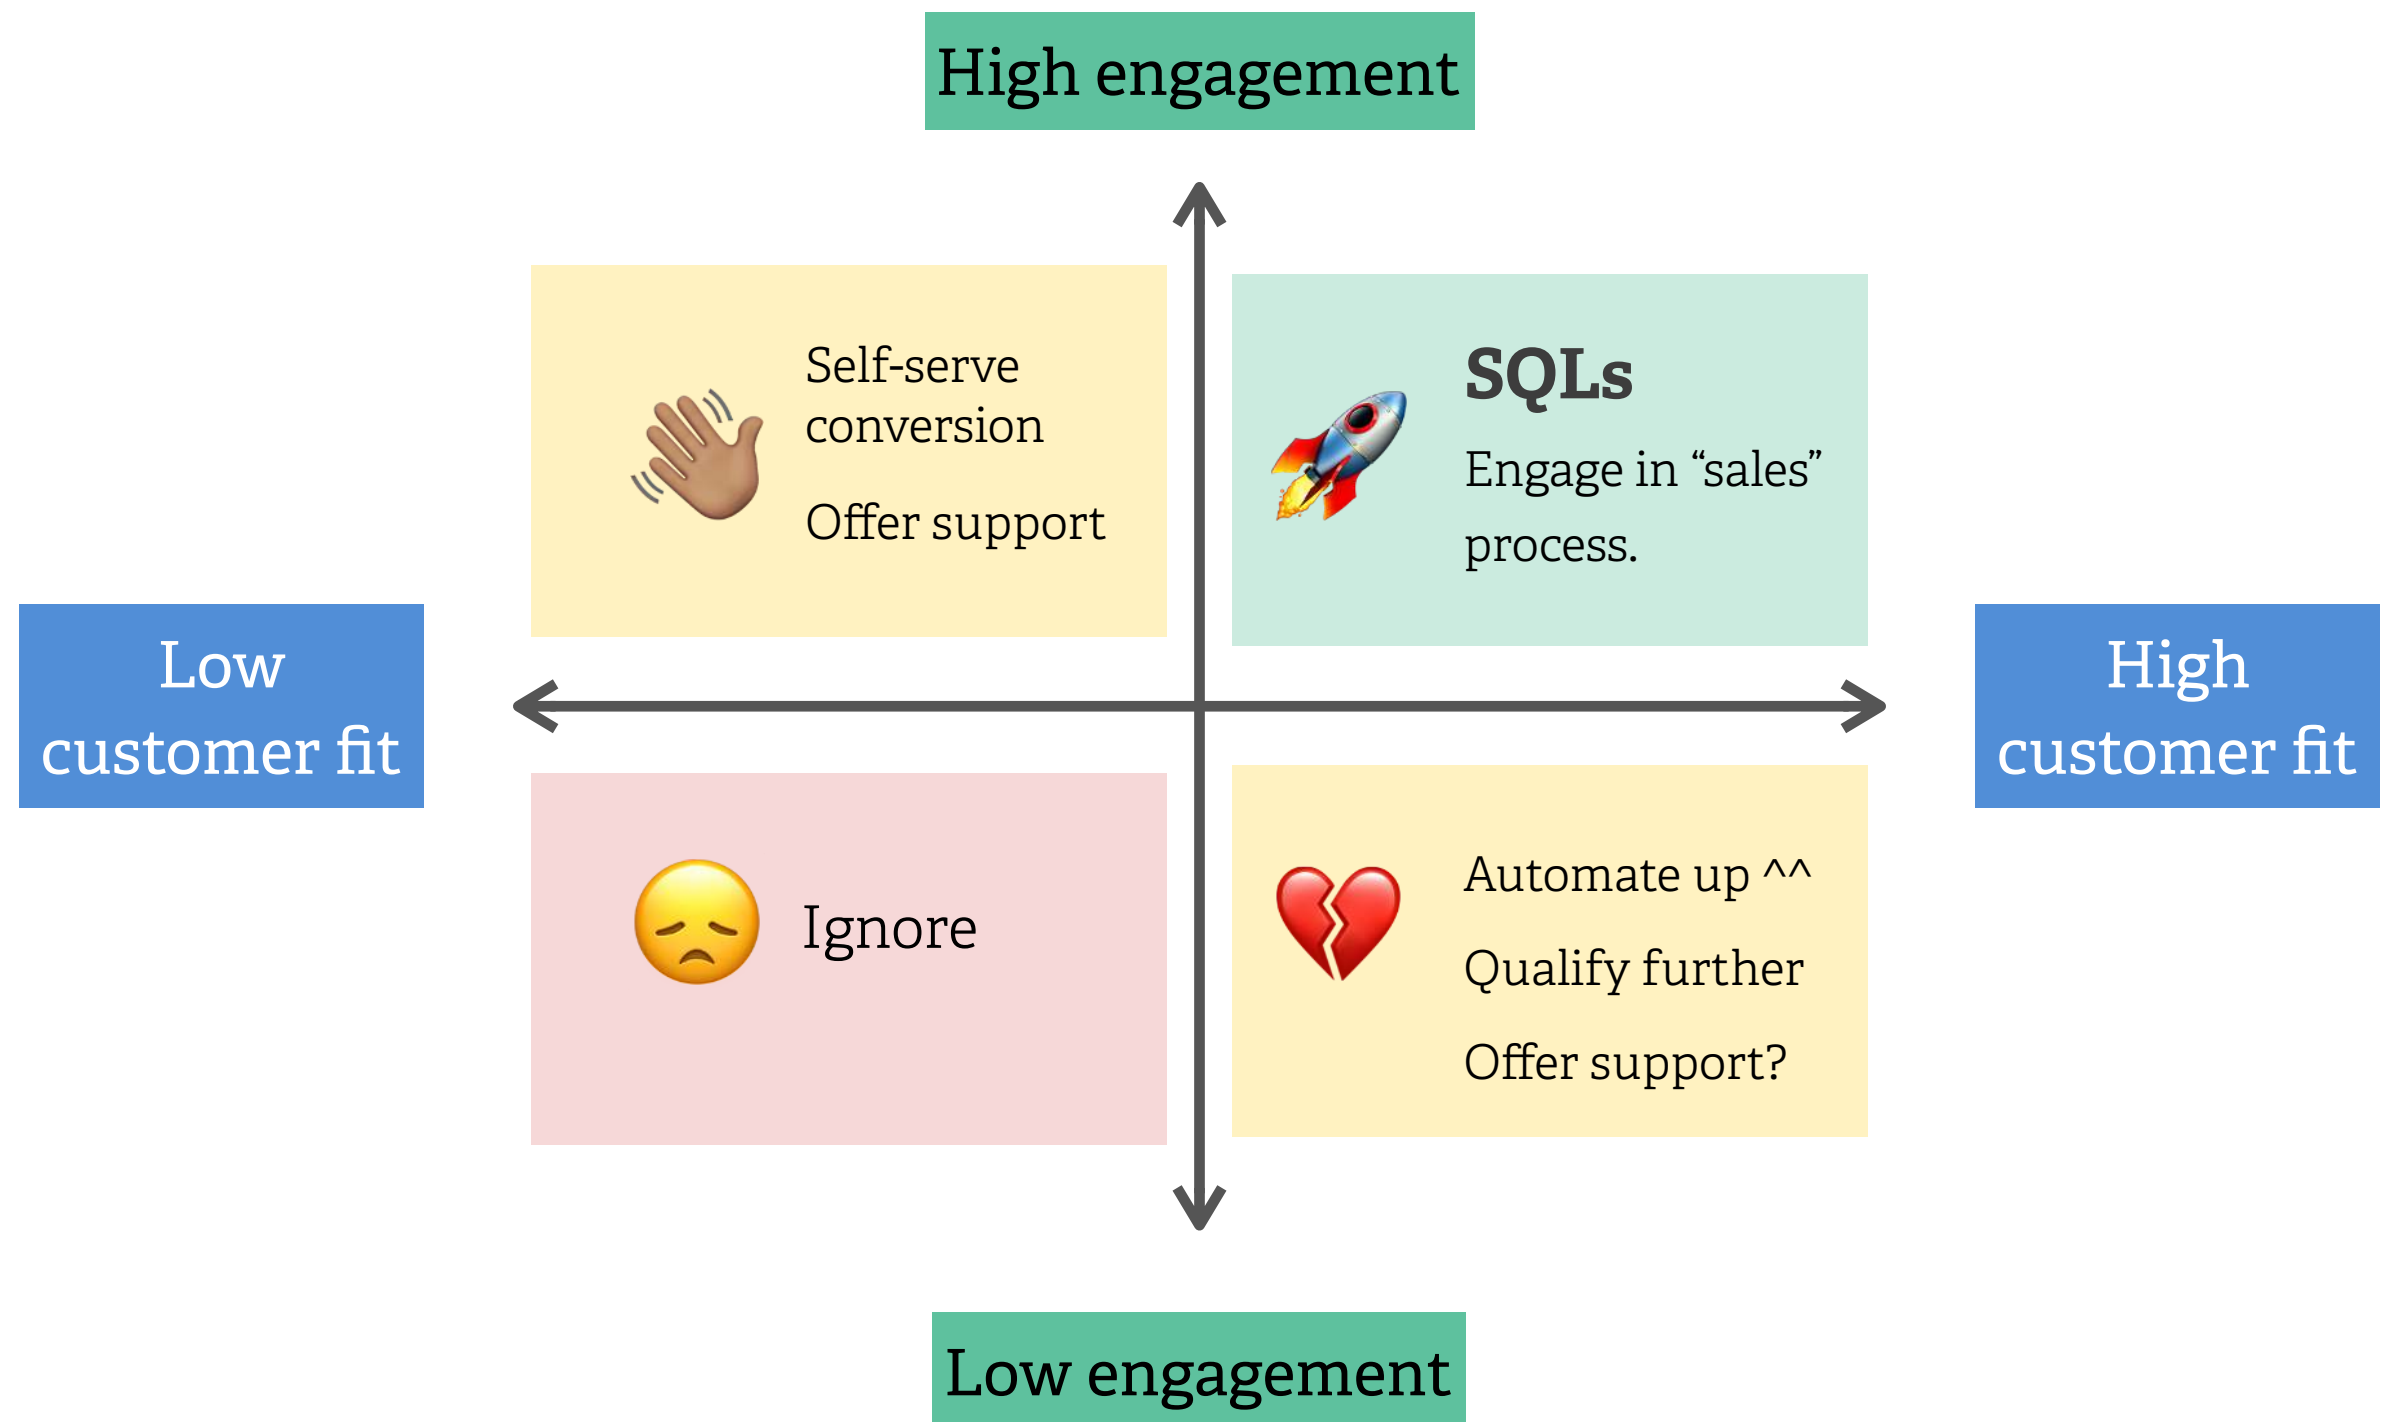 High engagement
Self-serve
conversion
Offer support
SQLs
Engage in “sales”
process.
Low
customer fit
High
customer fit
Ignore
Automate up ^^
Qualify further
Offer support?
Low engagement